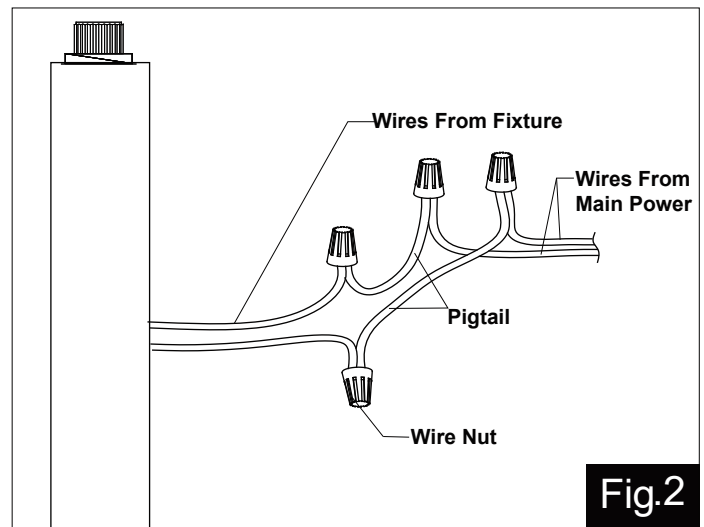 Wires From Fixture
Wires From
Main Power
Pigtail
Wire Nut
Fig.2